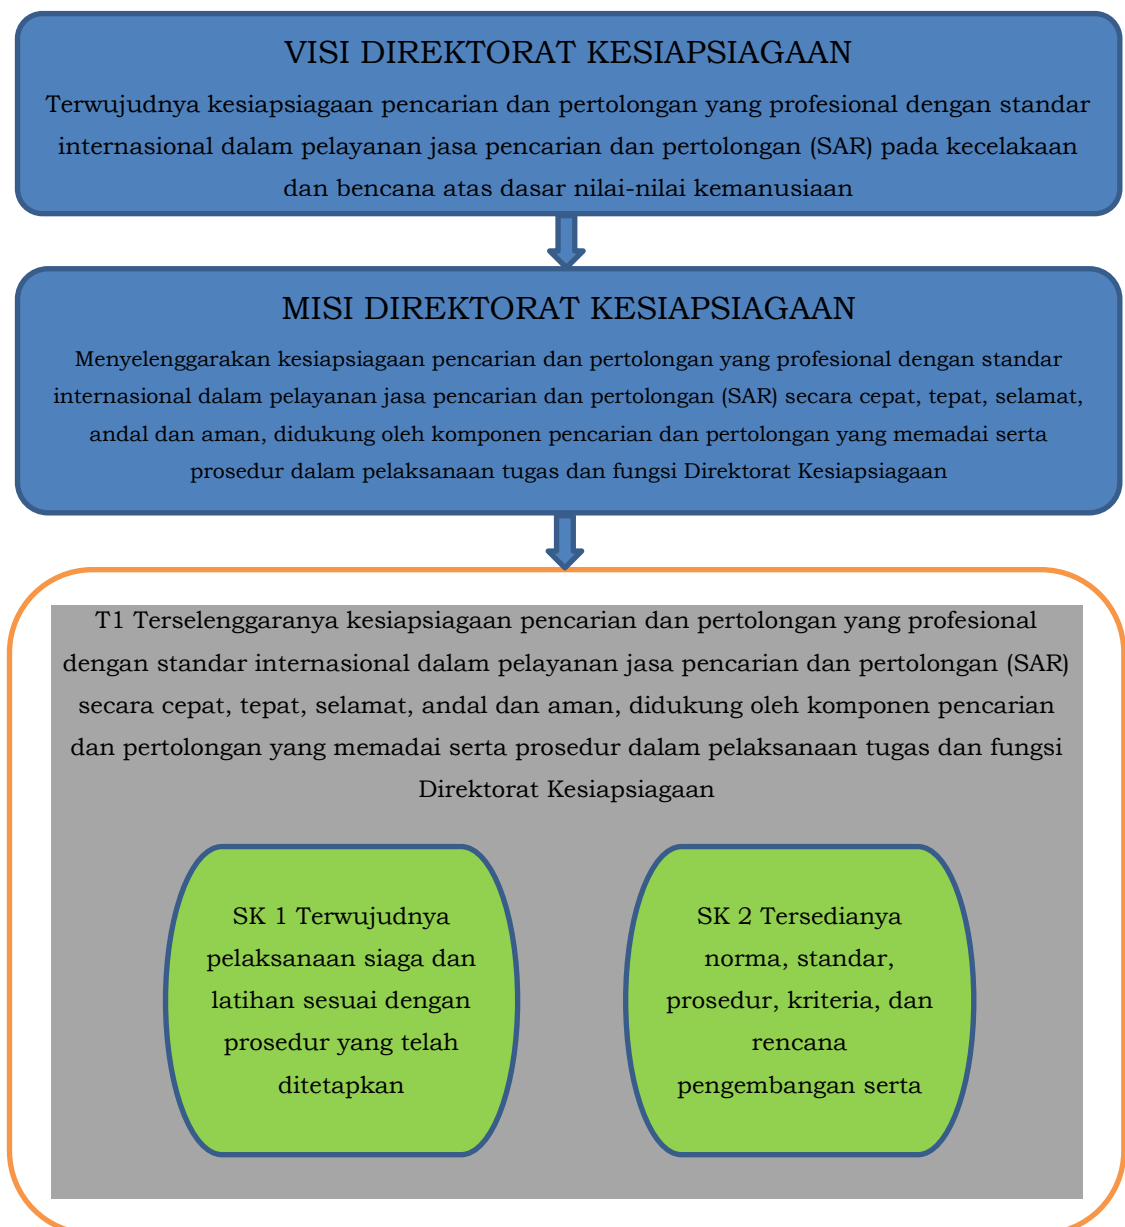 VISI DIREKTORAT KESIAPSIAGAAN
Terwujudnya kesiapsiagaan pencarian dan pertolongan yang profesional dengan standar
internasional dalam pelayanan jasa pencarian dan pertolongan (SAR) pada kecelakaan
dan bencana atas dasar nilai-nilai kemanusiaan
MISI DIREKTORAT KESIAPSIAGAAN
Menyelenggarakan kesiapsiagaan pencarian dan pertolongan yang profesional dengan standar
internasional dalam pelayanan jasa pencarian dan pertolongan (SAR) secara cepat, tepat, selamat,
andal dan aman, didukung oleh komponen pencarian dan pertolongan yang memadai serta
prosedur dalam pelaksanaan tugas dan fungsi Direktorat Kesiapsiagaan
T1 Terselenggaranya kesiapsiagaan pencarian dan pertolongan yang profesional
dengan standar internasional dalam pelayanan jasa pencarian dan pertolongan (SAR)
secara cepat, tepat, selamat, andal dan aman, didukung oleh komponen pencarian
dan pertolongan yang memadai serta prosedur dalam pelaksanaan tugas dan fungsi
Direktorat Kesiapsiagaan
SK 1 Terwujudnya
pelaksanaan siaga dan
latihan sesuai dengan
prosedur yang telah
ditetapkan
SK 2 Tersedianya
norma, standar,
prosedur, kriteria, dan
rencana
pengembangan serta